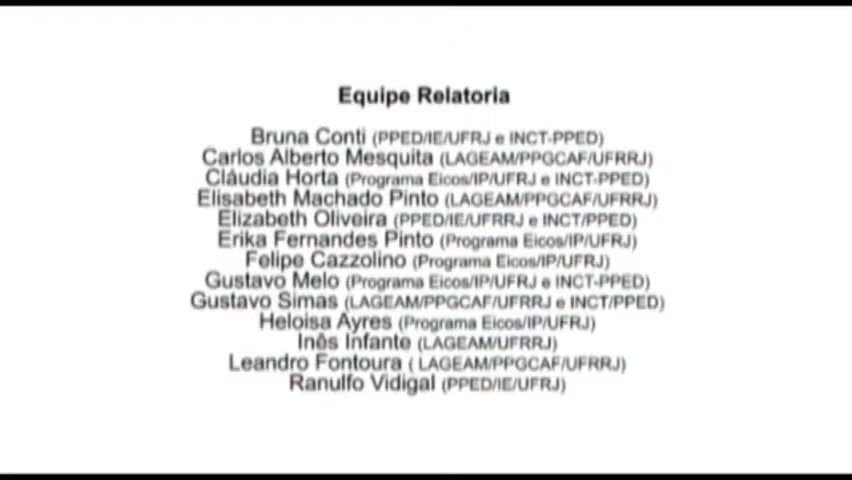 Equipe Relatoria
Bruna Conti (PPED/IE/UFRJ e INCT-PPED)
Carlos Alberto Mesquita (LAGEAM/PPGCAF/UFRRJ)
Cláudia Horta (Programa Eicos/IP/UFRJ e INCT-PPED)
Elisabeth Machado Pinto (LAGEAM/PPGCAF/UFRRJ)
Elizabeth Oliveira (PPED/IE/UFRRJ e INCT/PPED)
Erika Fernandes Pinto (Programa Eicos/IP/UFRJ)
Felipe Cazzolino (Programa Eicos/IP/UFRJ)
Gustavo Melo (Programa Eicos/IP/UFRJ e INCT-PPED)
Gustavo Simas (LAGEAM/PPGCAF/UFRRJ e INCT/PPED)
Heloisa Ayres (Programa Eicos/IP/UFRJ)
Inês Infante (LAGEAM/UFRRJ)
Leandro Fontoura ( LAGEAM/PPGCAF/UFRRJ)
Ranulfo Vidigal (PPED/IE/UFRJ)